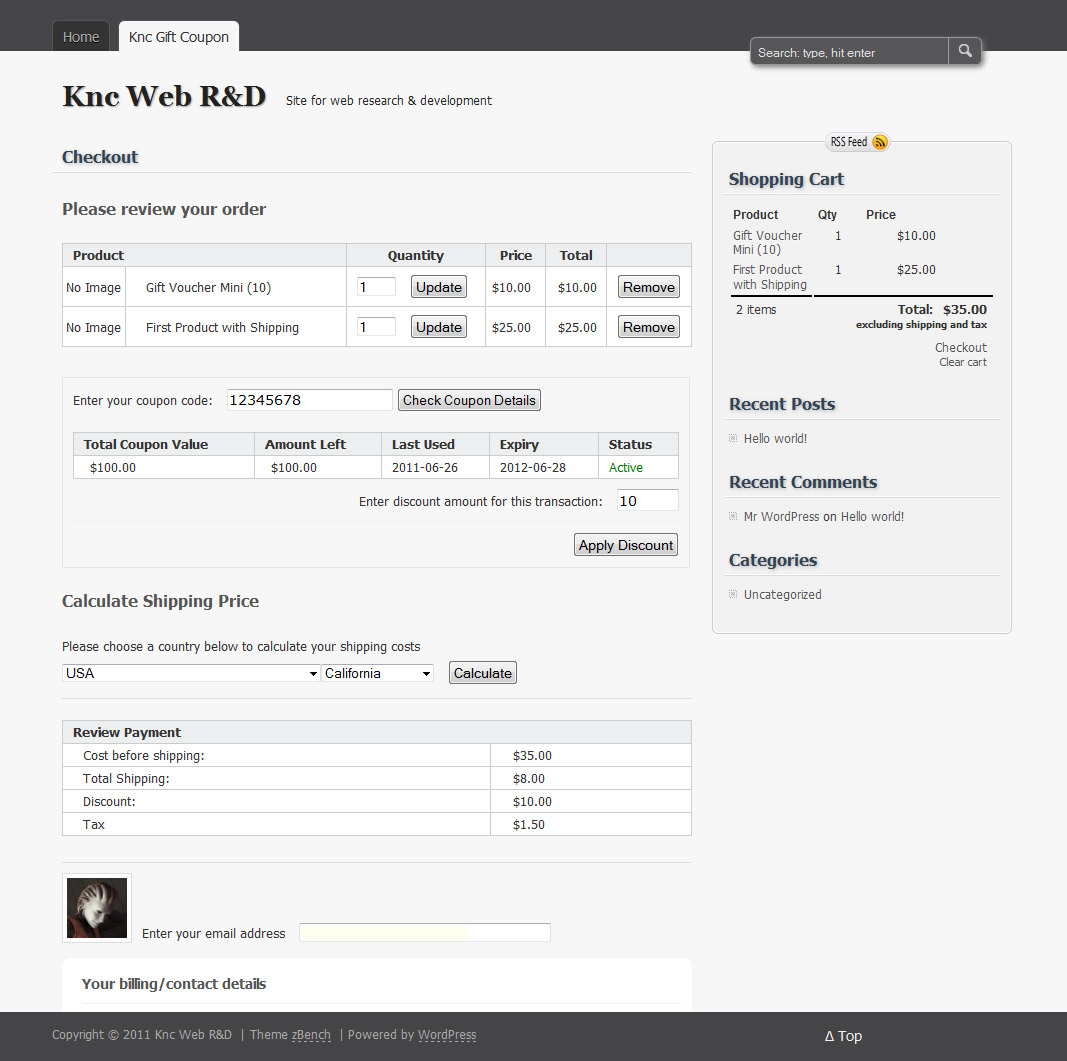 Home
Knc Gift Coupon
Search: type, hit enter
Knc Web R&D
Site for web research & development
Checkout
Please review your order
Product Quantity Price Total
No Image Gift Voucher Mini (10) 1 Update $10.00 $10.00 Remove
No Image First Product with Shipping 1 Update $25.00 $25.00 Remove
Enter your coupon code: 12345678 Check Coupon Details
Total Coupon Value Amount Left Last Used Expiry Status
$100.00 $100.00 2011-06-26 2012-06-28 Active
Enter discount amount for this transaction: 10
Apply Discount
Calculate Shipping Price
Please choose a country below to calculate your shipping costs
USA California Calculate
Review Payment
Cost before shipping: $35.00
Total Shipping: $8.00
Discount: $10.00
Tax $1.50
Enter your email address
Your billing/contact details
RSS Feed
Shopping Cart
Product Qty Price
Gift Voucher 1 $10.00
Mini (10)
First Product 1 $25.00
with Shipping
2 items Total: $35.00
excluding shipping and tax
Checkout
Clear cart
Recent Posts
Hello world!
Recent Comments
Mr WordPress on Hello world!
Categories
Uncategorized
Copyright © 2011 Knc Web R&D | Theme zBench | Powered by WordPress
Δ Top